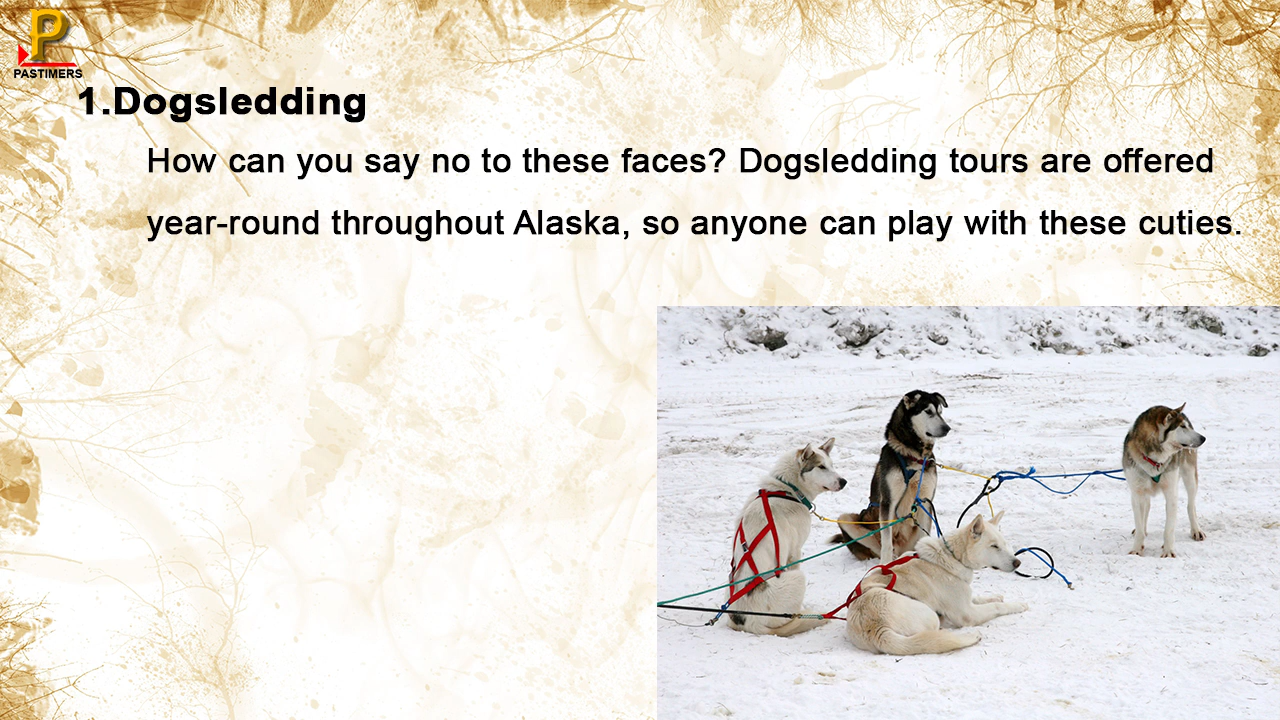 P
PASTIMERS
1.Dogsledding
How can you say no to these faces? Dogsledding tours are offered
year-round throughout Alaska, so anyone can play with these cuties.